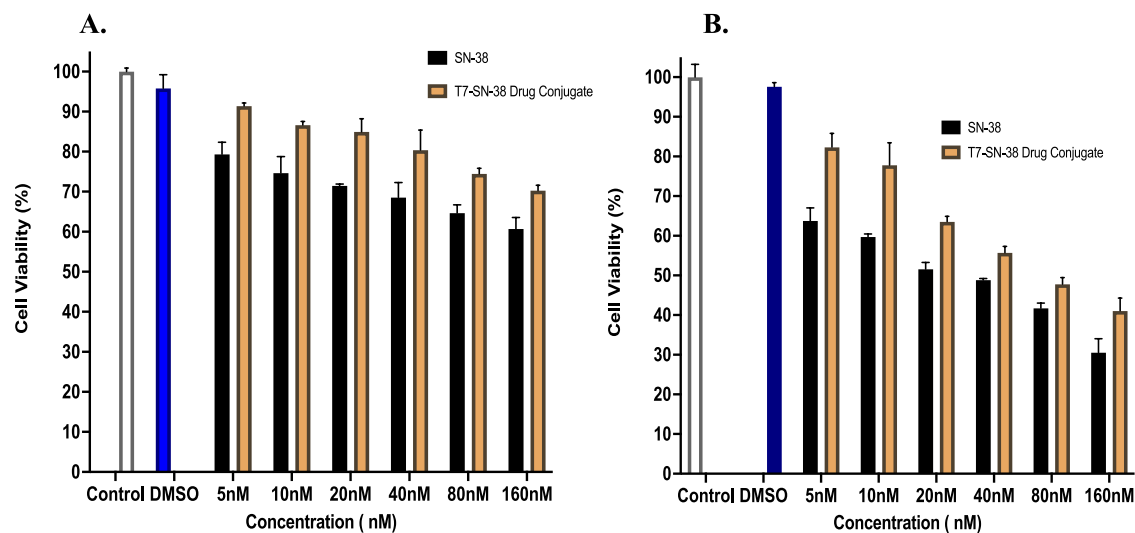 A.
SN-38
T7-SN-38 Drug Conjugate
Cell Viability (%)
100
90
80
70
60
50
40
30
20
10
0
Control DMSO 5nM 10nM 20nM 40nM 80nM 160nM
Concentration ( nM)
B.
SN-38
T7-SN-38 Drug Conjugate
Cell Viability (%)
100
90
80
70
60
50
40
30
20
10
0
Control DMSO 5nM 10nM 20nM 40nM 80nM 160nM
Concentration ( nM)